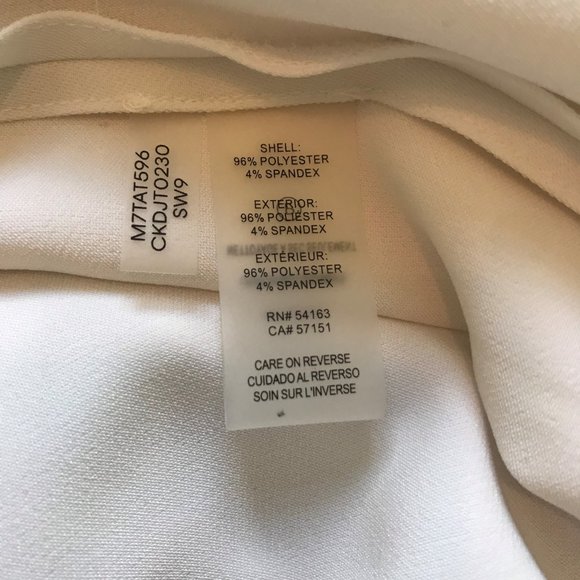 M7TAT596
CKDJT0230
SW9
SHELL:
96% POLYESTER
4% SPANDEX
EXTERIOR:
96% POLIESTER
4% SPANDEX
EXTÉRIEUR:
96% POLYESTER
4% SPANDEX
RN# 54163
CA# 57151
CARE ON REVERSE
CUIDADO AL REVERSO
SOIN SUR L'INVERSE